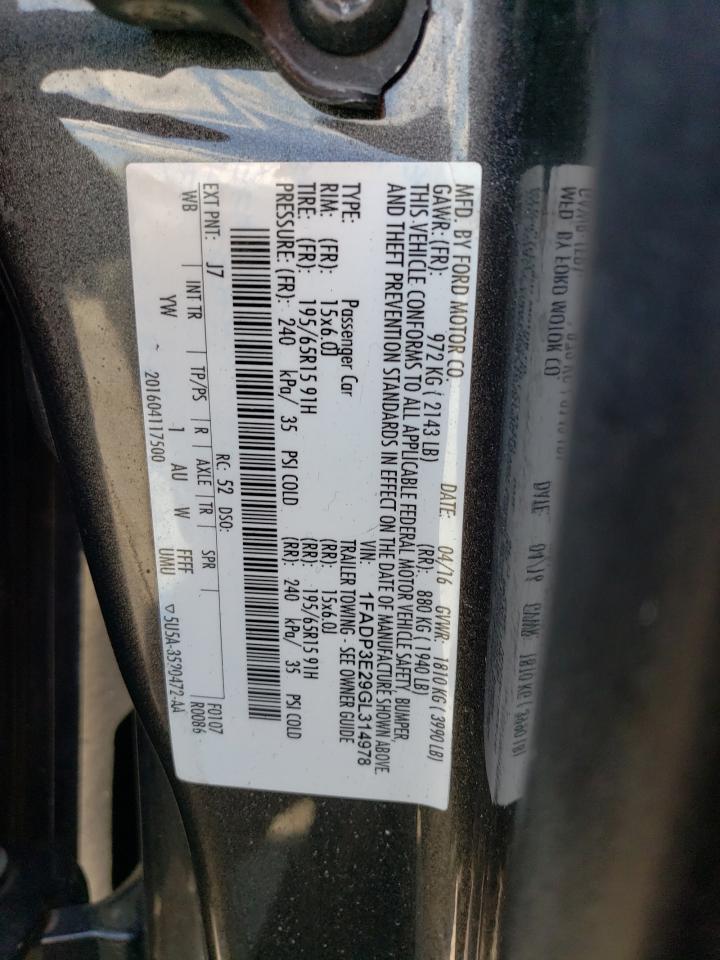 MFD. BY FORD MOTOR CO
DATE: 04/16 GVWR: 1810 KG ( 3990 LB)
GAWR: (FR): 972 KG ( 2143 LB) (RR): 880 KG ( 1940 LB)
THIS VEHICLE CONFORMS TO ALL APPLICABLE FEDERAL MOTOR VEHICLE SAFETY, BUMPER,
AND THEFT PREVENTION STANDARDS IN EFFECT ON THE DATE OF MANUFACTURE SHOWN ABOVE
VIN: 1FADP3E29GL314978
TYPE: Passenger Car TRAILER TOWING - SEE OWNER GUIDE
RIM: (FR): 15x6.0J (RR): 15x6.0J
TIRE: (FR): 195/65R15 91H (RR): 195/65R15 91H
PRESSURE: (FR): 240 kPa/ 35 PSI COLD (RR): 240 kPa/ 35 PSI COLD
RC: 52 DSO:
EXT PNT: J7 F0107
WB INT TR TP/PS R AXLE TR SPR R0086
YW 1 AU W FFFF
~ 201604117500 UMU ▽5U5A-3520472-AA